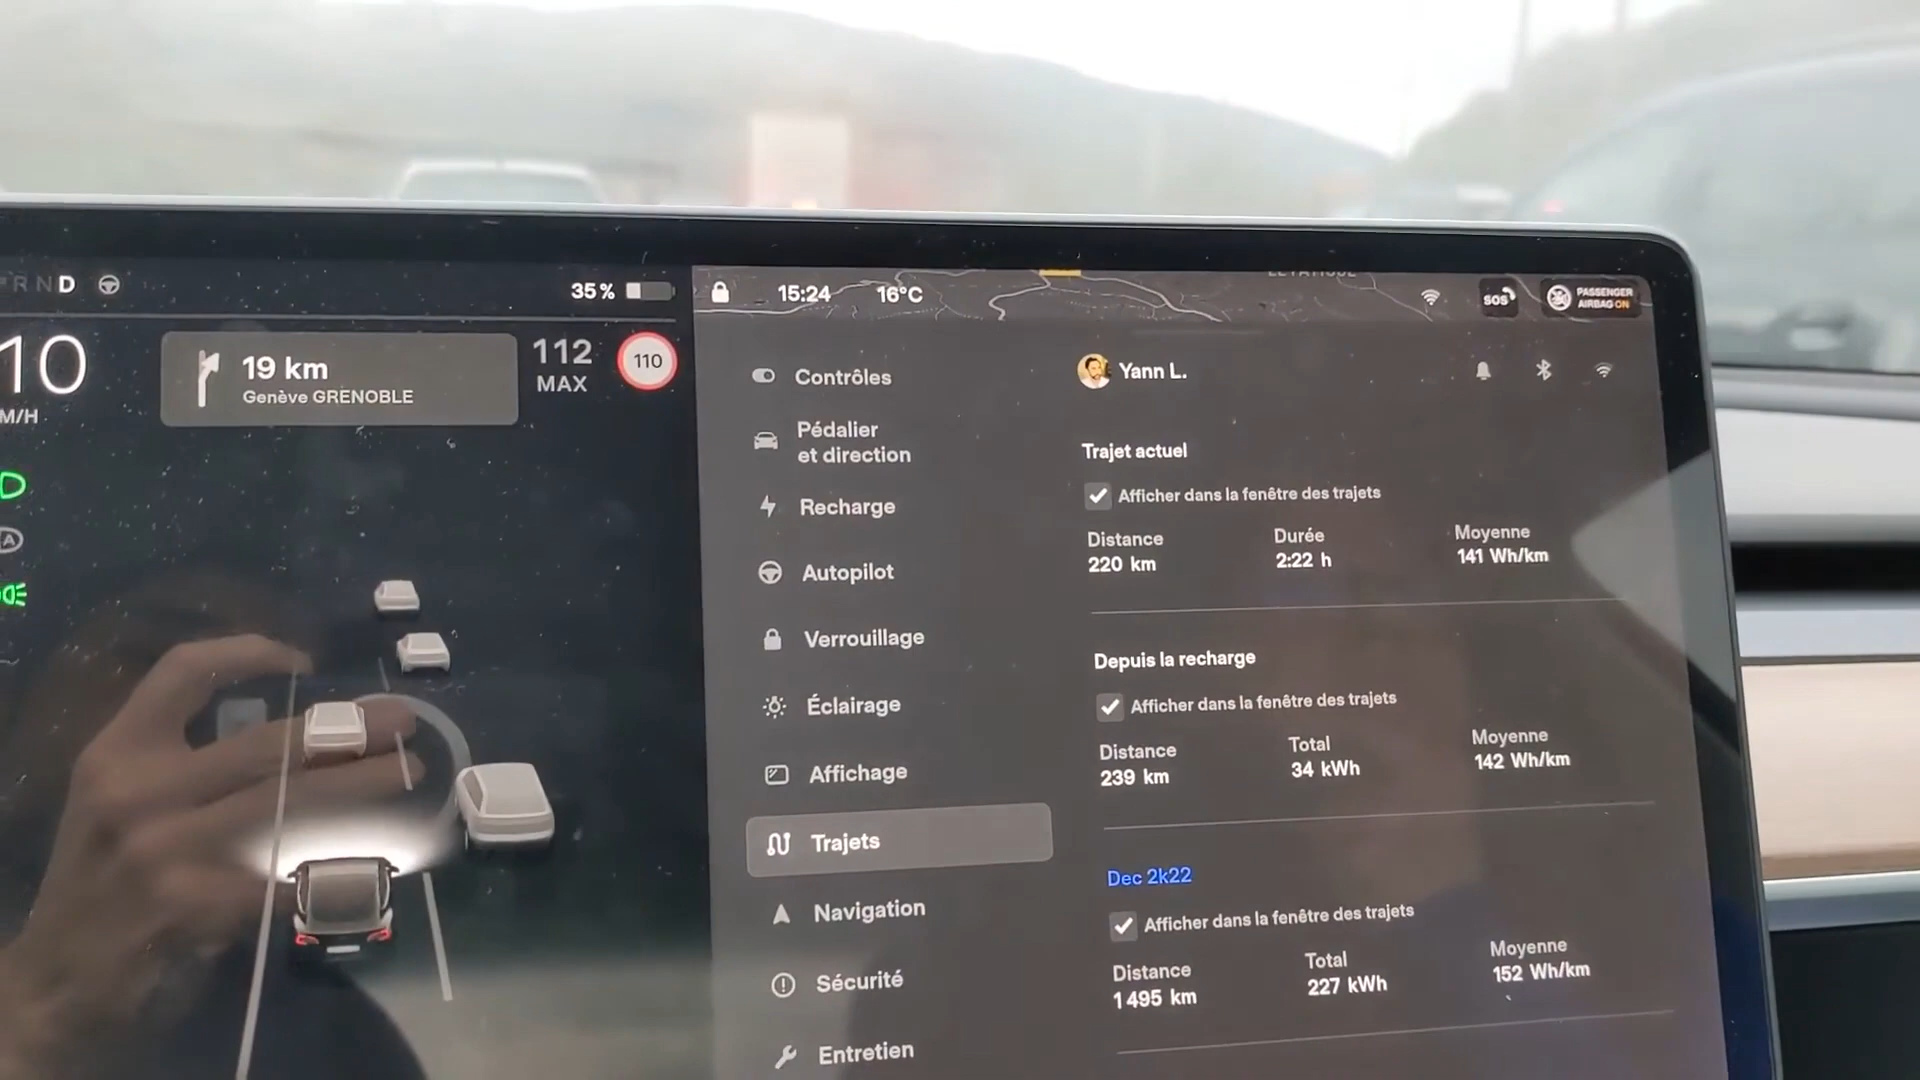 RND
35 %
10
M/H
19 km
Genève GRENOBLE
112
MAX
110
A
15:24
16°C
SOS
PASSENGER
AIRBAG ON
Contrôles
Pédalier
et direction
Recharge
Autopilot
Verrouillage
Éclairage
Affichage
Trajets
Navigation
Sécurité
Entretien
Yann L.
Trajet actuel
Afficher dans la fenêtre des trajets
Distance Durée Moyenne
220 km 2:22 h 141 Wh/km
Depuis la recharge
Afficher dans la fenêtre des trajets
Distance Total Moyenne
239 km 34 kWh 142 Wh/km
Dec 2k22
Afficher dans la fenêtre des trajets
Distance Total Moyenne
1 495 km 227 kWh 152 Wh/km